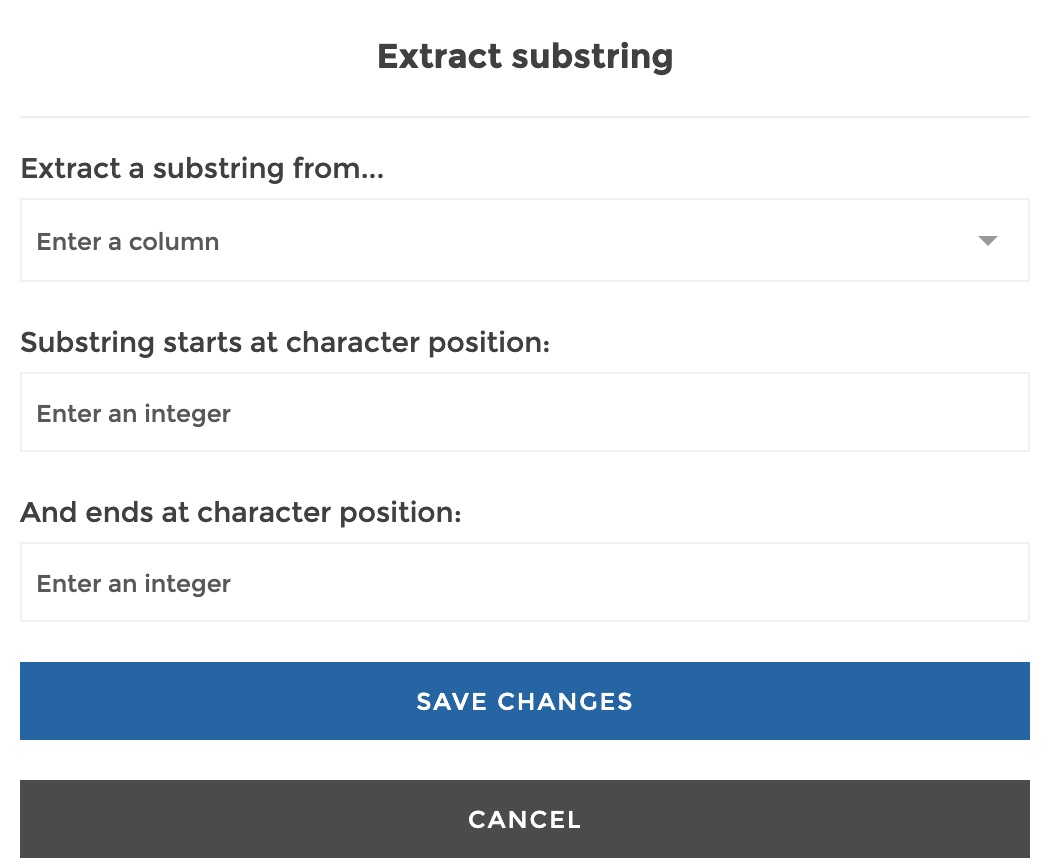 Extract substring
Extract a substring from...
Enter a column
Substring starts at character position:
Enter an integer
And ends at character position:
Enter an integer
SAVE CHANGES
CANCEL